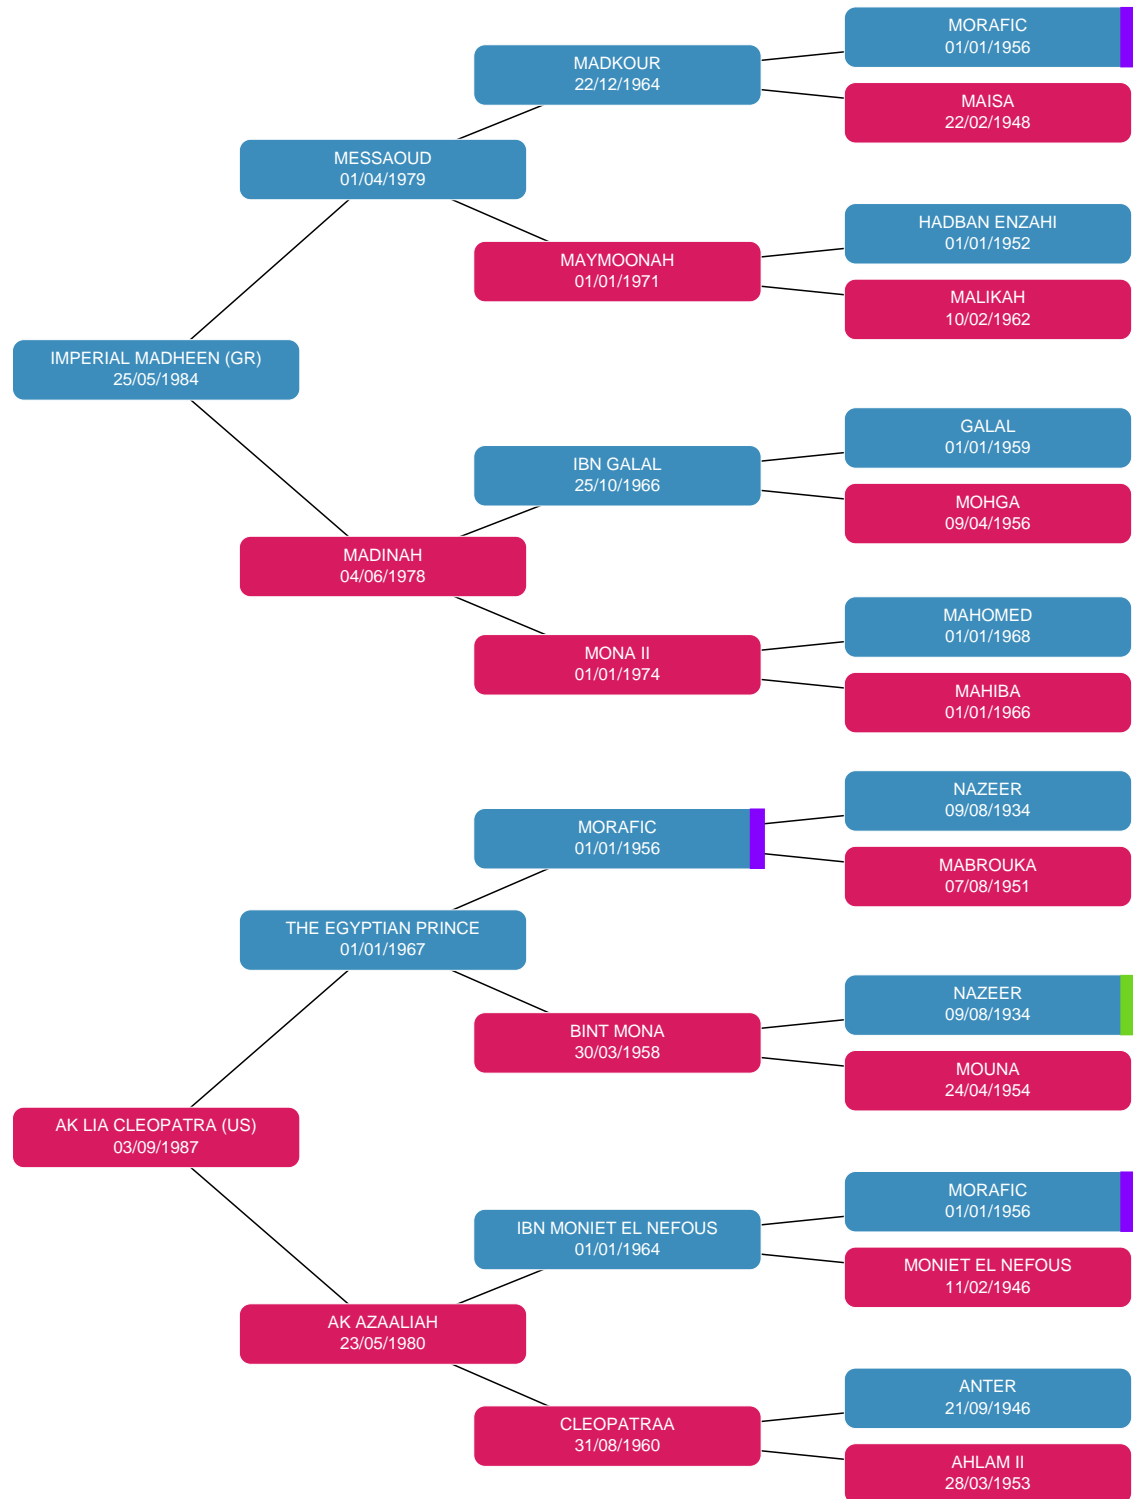 MORAFIC
01/01/1956
MADKOUR
22/12/1964
MAISA
22/02/1948
MESSAOUD
01/04/1979
HADBAN ENZAHI
01/01/1952
MAYMOONAH
01/01/1971
MALIKAH
10/02/1962
IMPERIAL MADHEEN (GR)
25/05/1984
GALAL
01/01/1959
IBN GALAL
25/10/1966
MOHGA
09/04/1956
MADINAH
04/06/1978
MAHOMED
01/01/1968
MONA II
01/01/1974
MAHIBA
01/01/1966
NAZEER
09/08/1934
MORAFIC
01/01/1956
MABROUKA
07/08/1951
THE EGYPTIAN PRINCE
01/01/1967
NAZEER
09/08/1934
BINT MONA
30/03/1958
MOUNA
24/04/1954
AK LIA CLEOPATRA (US)
03/09/1987
MORAFIC
01/01/1956
IBN MONIET EL NEFOUS
01/01/1964
MONIET EL NEFOUS
11/02/1946
AK AZAALIAH
23/05/1980
ANTER
21/09/1946
CLEOPATRAA
31/08/1960
AHLAM II
28/03/1953